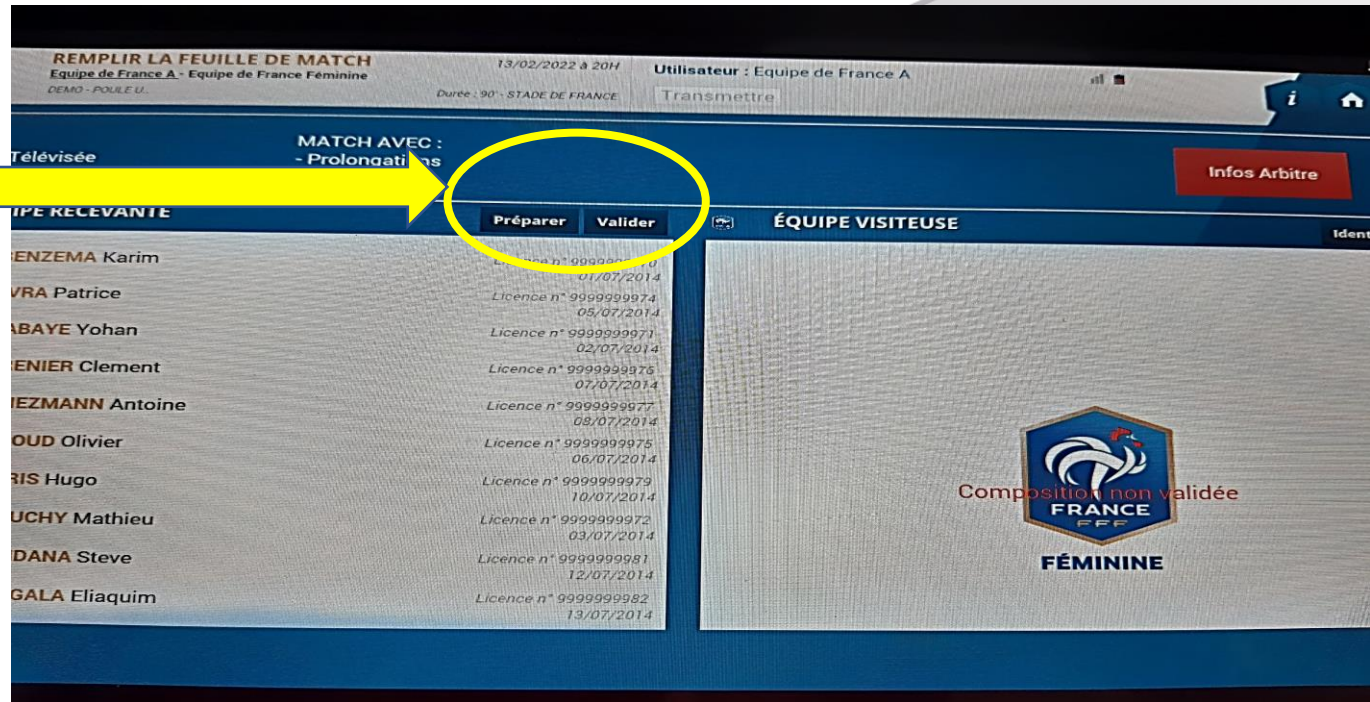 REMPLIR LA FEUILLE DE MATCH
Equipe de France A - Equipe de France Féminine
DEMO - POULE U..
13/02/2022 à 20H
Durée : 90' - STADE DE FRANCE
Utilisateur : Equipe de France A
Transmettre
i
Télévisée
MATCH AVEC :
- Prolongations
Infos Arbitre
IPE RECEVANTE
Préparer Valider
ÉQUIPE VISITEUSE
Ident
ENZEMA Karim
Licence n°
01/07/2014
VRA Patrice Licence n° 9999999974
05/07/2014
ABAYE Yohan Licence n° 9999999971
02/07/2014
ENIER Clement Licence n° 9999999976
07/07/2014
IEZMANN Antoine Licence n° 9999999977
08/07/2014
OUD Olivier Licence n° 9999999975
06/07/2014
RIS Hugo Licence n° 9999999979
10/07/2014
UCHY Mathieu Licence n° 9999999972
03/07/2014
DANA Steve Licence n° 9999999981
12/07/2014
GALA Eliaquim Licence n° 9999999982
13/07/2014
Composition non validée
FRANCE
FFF
FÉMININE